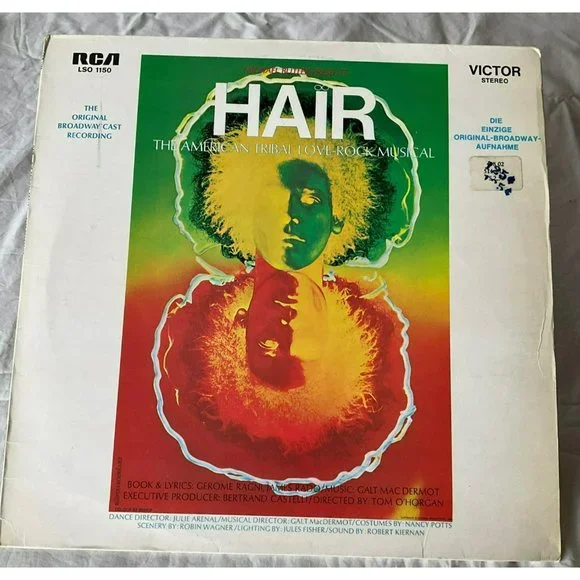 RCA
LSO 1150
VICTOR
STEREO
THE
ORIGINAL
BROADWAY CAST
RECORDING
DIE
EINZIGE
ORIGINAL-BROADWAY-
AUFNAHME
HAIR
THE AMERICAN TRIBAL LOVE-ROCK MUSICAL
BOOK & LYRICS: GEROME RAGNI, JAMES RADO/MUSIC: GALT MAC DERMOT
EXECUTIVE PRODUCER: BERTRAND CASTELLI/DIRECTED BY: TOM O'HORGAN
DANCE DIRECTOR: JULIE ARENAL/MUSICAL DIRECTOR: GALT MacDERMOT/COSTUMES BY: NANCY POTTS
SCENERY BY: ROBIN WAGNER/LIGHTING BY: JULES FISHER/SOUND BY: ROBERT KIERNAN